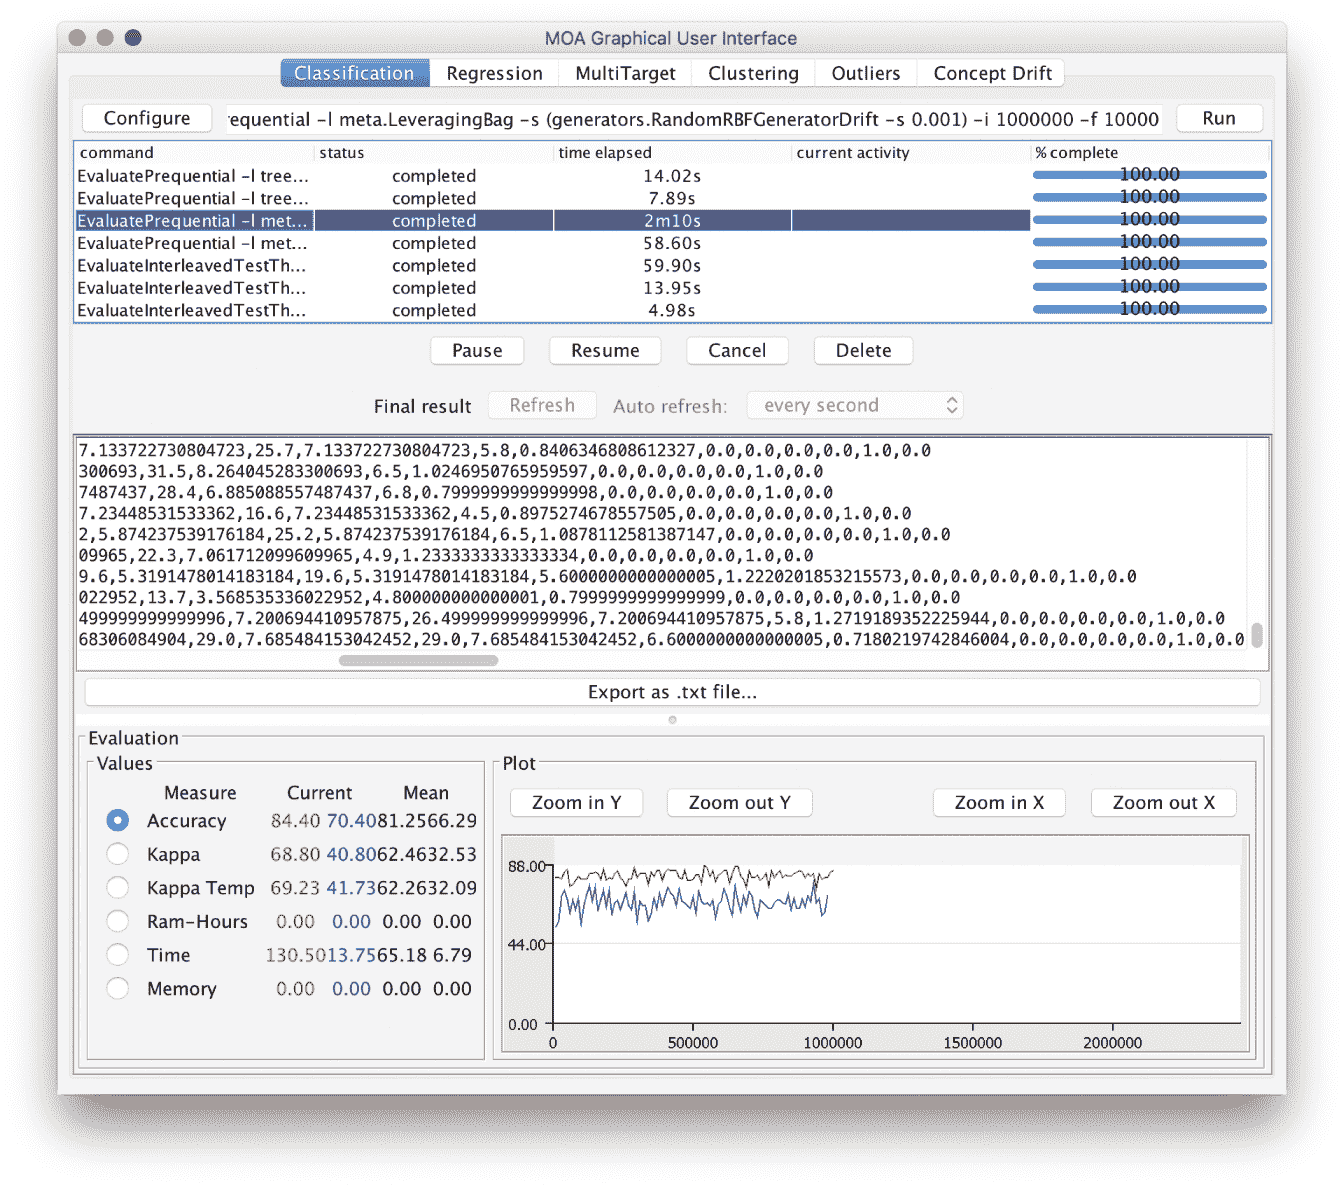 MOA Graphical User Interface
Classification Regression MultiTarget Clustering Outliers Concept Drift
Configure requential -l meta.LeveragingBag -s (generators.RandomRBFGeneratorDrift -s 0.001) -i 1000000 -f 10000 Run
command status time elapsed current activity % complete
EvaluatePrequential -l tree... completed 14.02s 100.00
EvaluatePrequential -l tree... completed 7.89s 100.00
EvaluatePrequential -l met... completed 2m10s 100.00
EvaluatePrequential -l met... completed 58.60s 100.00
EvaluateInterleavedTestTh... completed 59.90s 100.00
EvaluateInterleavedTestTh... completed 13.95s 100.00
EvaluateInterleavedTestTh... completed 4.98s 100.00
Pause Resume Cancel Delete
Final result Refresh Auto refresh: every second
7.133722730804723,25.7,7.133722730804723,5.8,0.8406346808612327,0.0,0.0,0.0,0.0,1.0,0.0
300693,31.5,8.264045283300693,6.5,1.0246950765959597,0.0,0.0,0.0,0.0,1.0,0.0
7487437,28.4,6.885088557487437,6.8,0.7999999999999998,0.0,0.0,0.0,0.0,1.0,0.0
7.23448531533362,16.6,7.23448531533362,4.5,0.8975274678557505,0.0,0.0,0.0,0.0,1.0,0.0
2,5.874237539176184,25.2,5.874237539176184,6.5,1.0878112581387147,0.0,0.0,0.0,0.0,1.0,0.0
09965,22.3,7.061712099609965,4.9,1.2333333333333334,0.0,0.0,0.0,0.0,1.0,0.0
9.6,5.3191478014183184,19.6,5.3191478014183184,5.6000000000000005,1.2220201853215573,0.0,0.0,0.0,0.0,1.0,0.0
022952,13.7,3.568535336022952,4.800000000000001,0.7999999999999999,0.0,0.0,0.0,0.0,1.0,0.0
499999999999996,7.200694410957875,26.499999999999996,7.200694410957875,5.8,1.2719189352225944,0.0,0.0,0.0,0.0,1.0,0.0
68306084904,29.0,7.685484153042452,29.0,7.685484153042452,6.6000000000000005,0.7180219742846004,0.0,0.0,0.0,0.0,1.0,0.0
Export as .txt file...
Evaluation
Values
Measure Current Mean
Accuracy 84.40 70.40 81.25 66.29
Kappa 68.80 40.80 62.46 32.53
Kappa Temp 69.23 41.73 62.26 32.09
Ram-Hours 0.00 0.00 0.00 0.00
Time 130.50 13.75 65.18 6.79
Memory 0.00 0.00 0.00 0.00
Plot
Zoom in Y Zoom out Y Zoom in X Zoom out X
88.00
44.00
0.00
0 500000 1000000 1500000 2000000